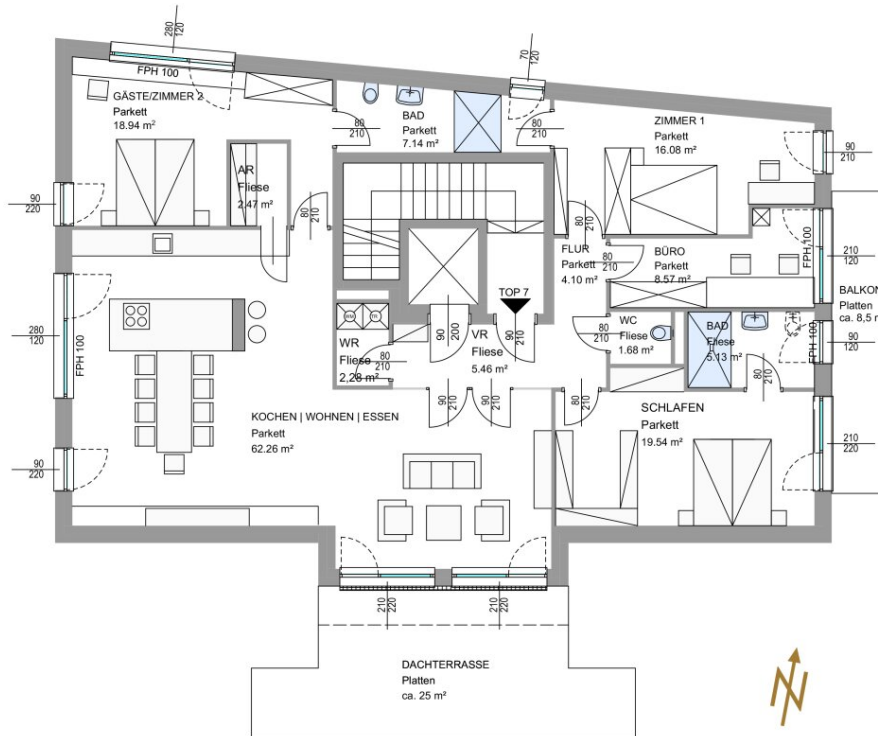 280
120
70
120
FPH 100
GÄSTE/ZIMMER 2
Parkett
18.94 m²
80
210
BAD
Parkett
7.14 m²
80
210
ZIMMER 1
Parkett
16.08 m²
90
210
AR
Fliese
2.47 m²
80
210
90
220
80
210
FLUR
Parkett
4.10 m²
80
210
BÜRO
Parkett
8.57 m²
FPH 100
210
120
BALKON
Platten
ca. 8,5 m
TOP 7
280
120
FPH 100
WM
TR
WR
Fliese
2,28 m²
80
210
90
200
VR
Fliese
5.46 m²
90
210
80
210
WC
Fliese
1.68 m²
BAD
Fliese
5.13 m²
FPH 100
90
120
80
210
90
210
90
210
80
210
KOCHEN | WOHNEN | ESSEN
Parkett
62.26 m²
SCHLAFEN
Parkett
19.54 m²
210
220
90
220
210
220
210
220
DACHTERRASSE
Platten
ca. 25 m²
N